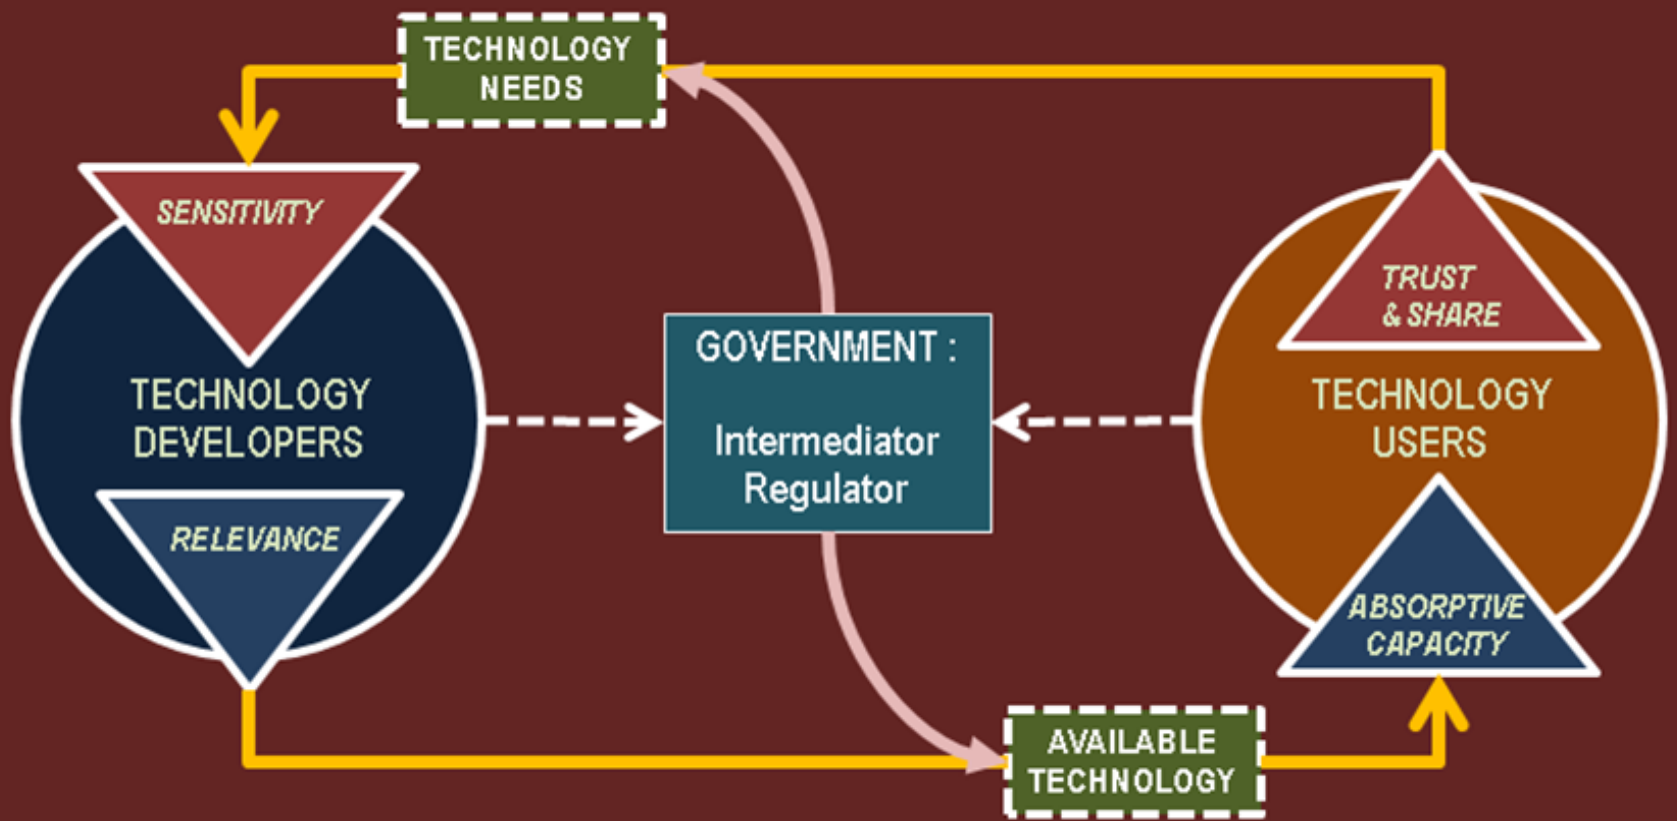 TECHNOLOGY
NEEDS
SENSITIVITY
TRUST
& SHARE
GOVERNMENT :
Intermediator
Regulator
TECHNOLOGY
DEVELOPERS
TECHNOLOGY
USERS
RELEVANCE
ABSORPTIVE
CAPACITY
AVAILABLE
TECHNOLOGY